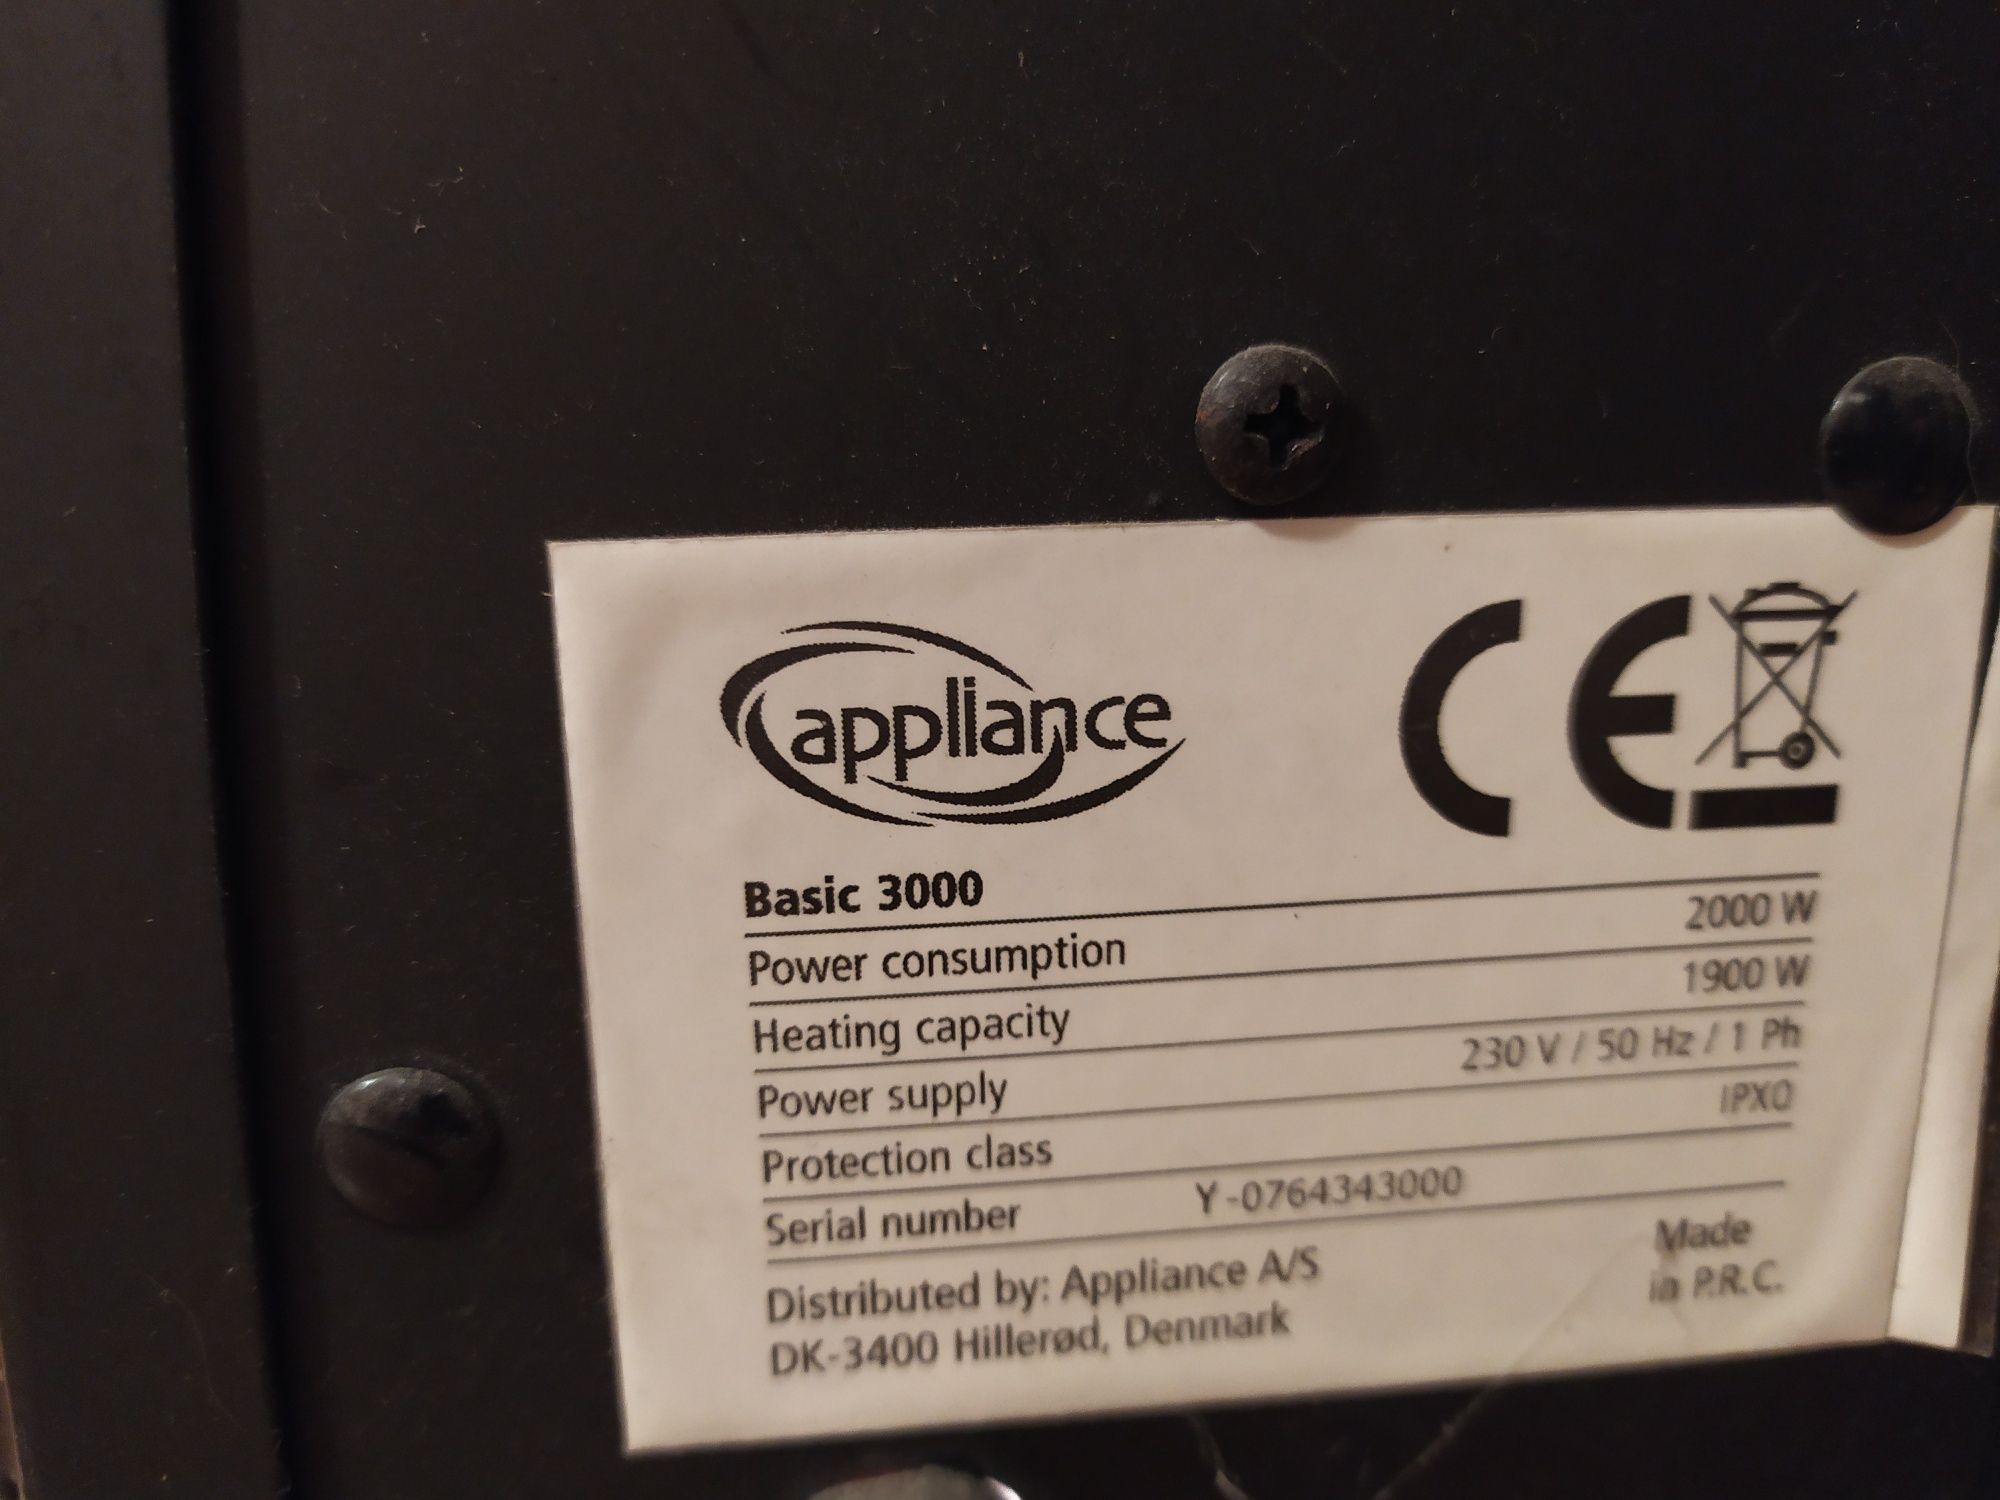 appliance
CE
Basic 3000
Power consumption 2000 W
Heating capacity 1900 W
Power supply 230 V / 50 Hz / 1 Ph
Protection class IPX0
Serial number Y-0764343000
Distributed by: Appliance A/S
DK-3400 Hillerød, Denmark
Made
in P.R.C.